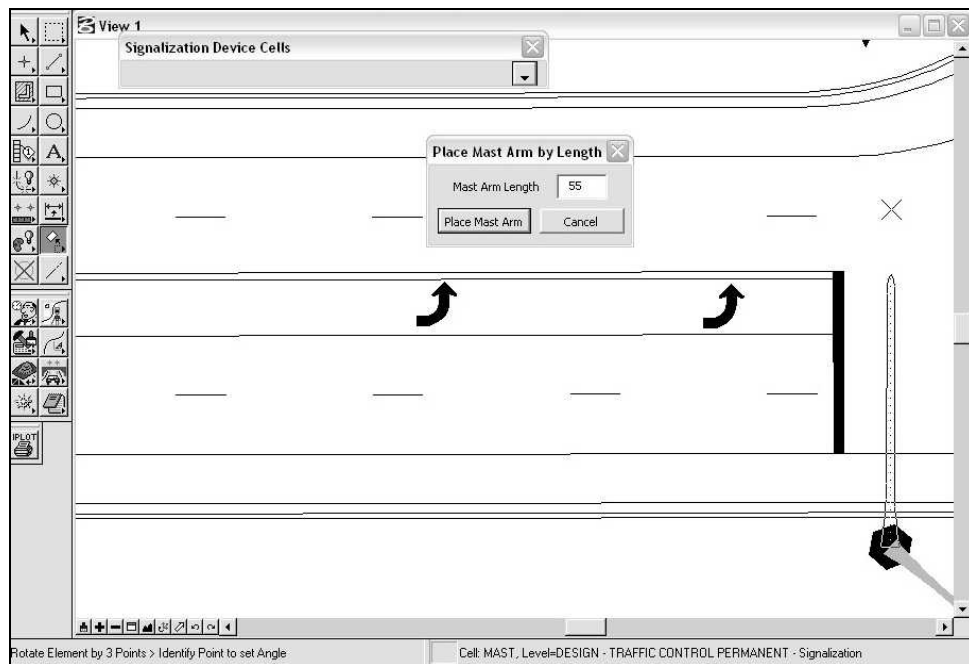 View 1
Signalization Device Cells
Place Mast Arm by Length
Mast Arm Length 55
Place Mast Arm Cancel
A
IPLOT
Rotate Element by 3 Points > Identify Point to set Angle
Cell: MAST, Level=DESIGN - TRAFFIC CONTROL PERMANENT - Signalization